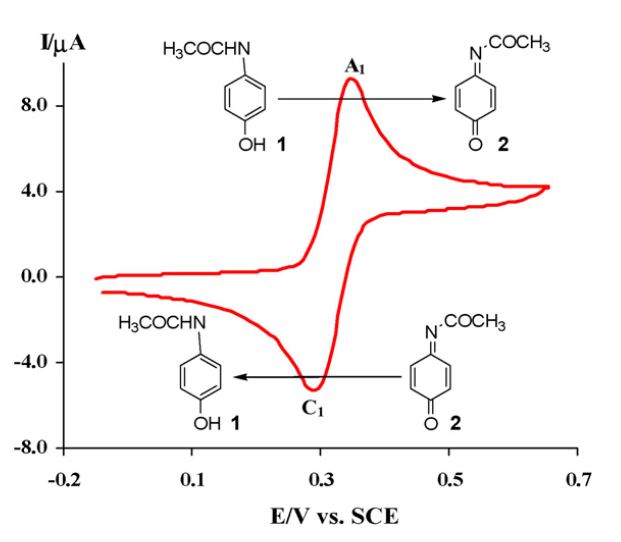 I/μA
8.0
4.0
0.0
-4.0
-8.0
-0.2
0.1
0.3
0.5
0.7
E/V vs. SCE
H₃COCHN
OH 1
A₁
N COCH₃
O 2
H₃COCHN
OH 1
C₁
N COCH₃
O 2